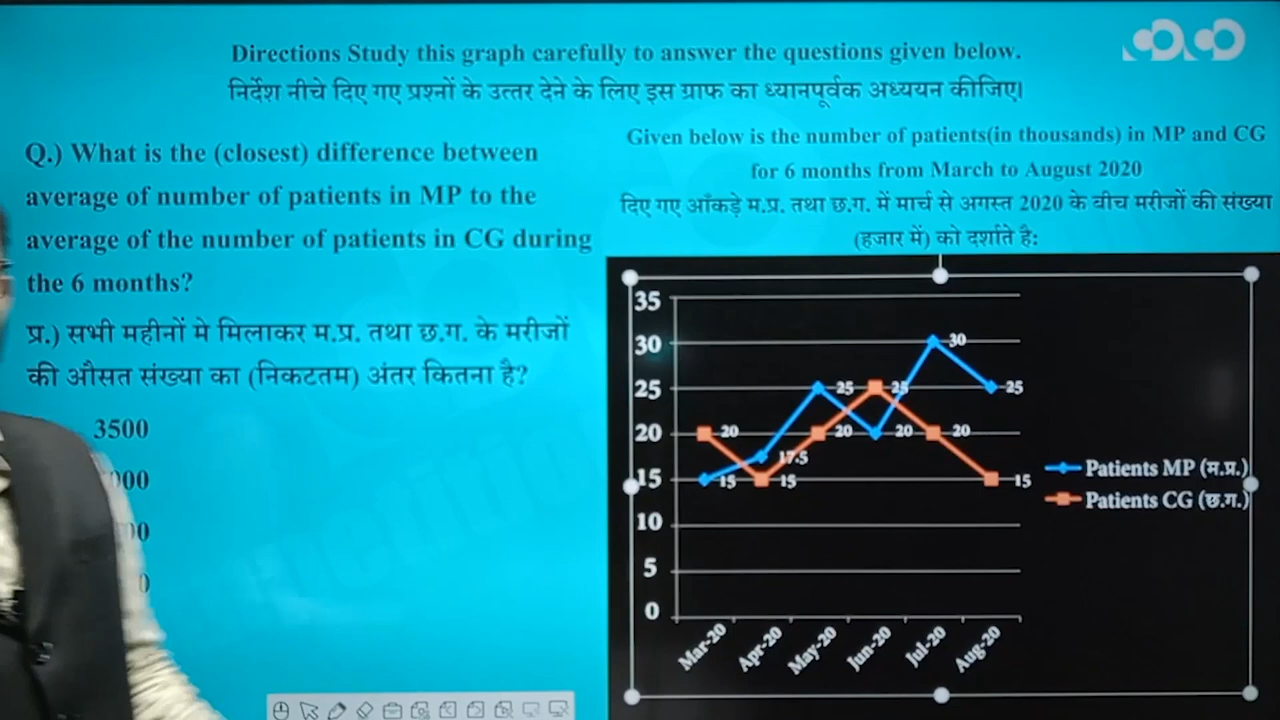 Directions Study this graph carefully to answer the questions given below.
निर्देश नीचे दिए गए प्रश्नों के उत्तर देने के लिए इस ग्राफ का ध्यानपूर्वक अध्ययन कीजिए।
Q.) What is the (closest) difference between
average of number of patients in MP to the
average of the number of patients in CG during
the 6 months?
प्र.) सभी महीनों मे मिलाकर म.प्र. तथा छ.ग. के मरीजों
की औसत संख्या का (निकटतम) अंतर कितना है?
3500
Given below is the number of patients(in thousands) in MP and CG
for 6 months from March to August 2020
दिए गए आँकड़े म.प्र. तथा छ.ग. में मार्च से अगस्त 2020 के बीच मरीजों की संख्या
(हजार में) को दर्शाते है:
35
30
25
20
15
10
5
0
20
15
17.5
15
25
20
25
20
30
20
25
15
Mar-20
Apr-20
May-20
Jun-20
Jul-20
Aug-20
Patients MP (म.प्र.)
Patients CG (छ.ग.)